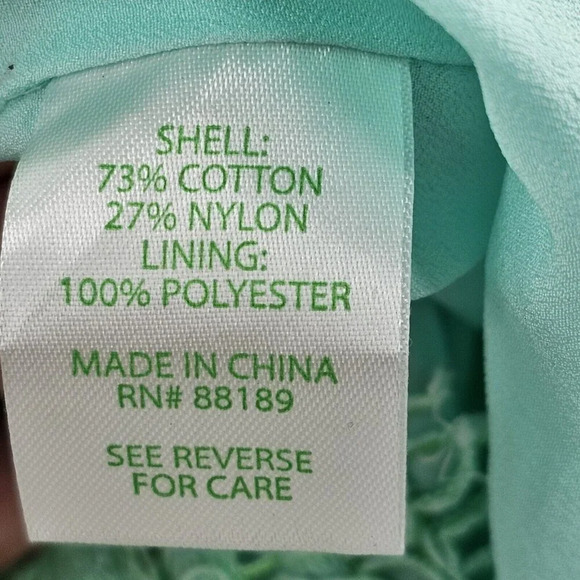 SHELL:
73% COTTON
27% NYLON
LINING:
100% POLYESTER
MADE IN CHINA
RN# 88189
SEE REVERSE
FOR CARE